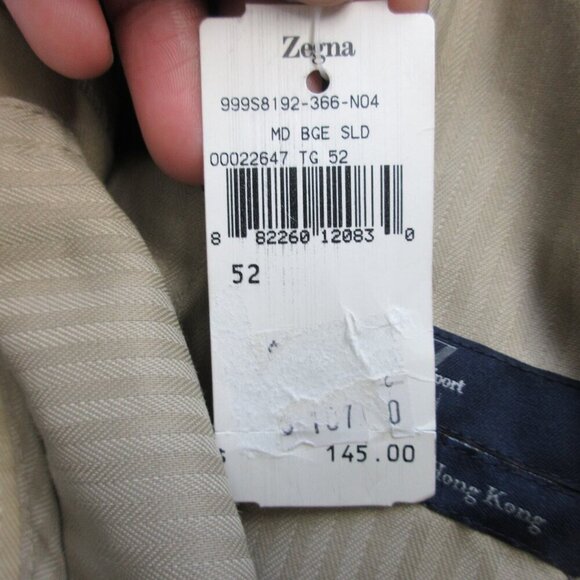 Zegna
999S8192-366-N04
MD BGE SLD
00022647 TG 52
8 82260 12083 0
52
145.00
port
Hong Kong